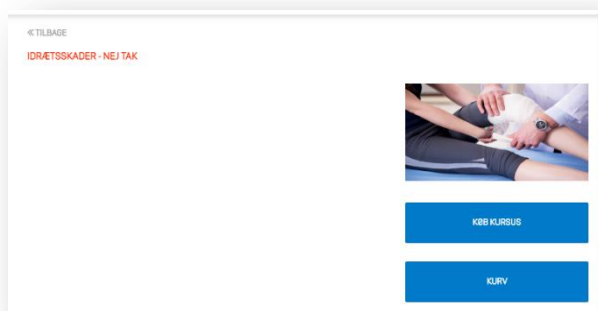 ≪ TILBAGE
IDRÆTSSKADER - NEJ TAK
KØB KURSUS
KURV